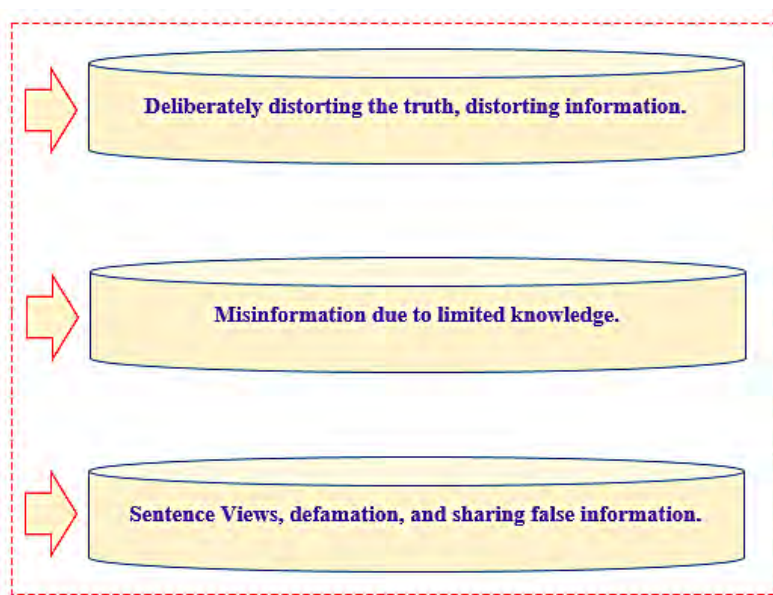 Deliberately distorting the truth, distorting information.
Misinformation due to limited knowledge.
Sentence Views, defamation, and sharing false information.